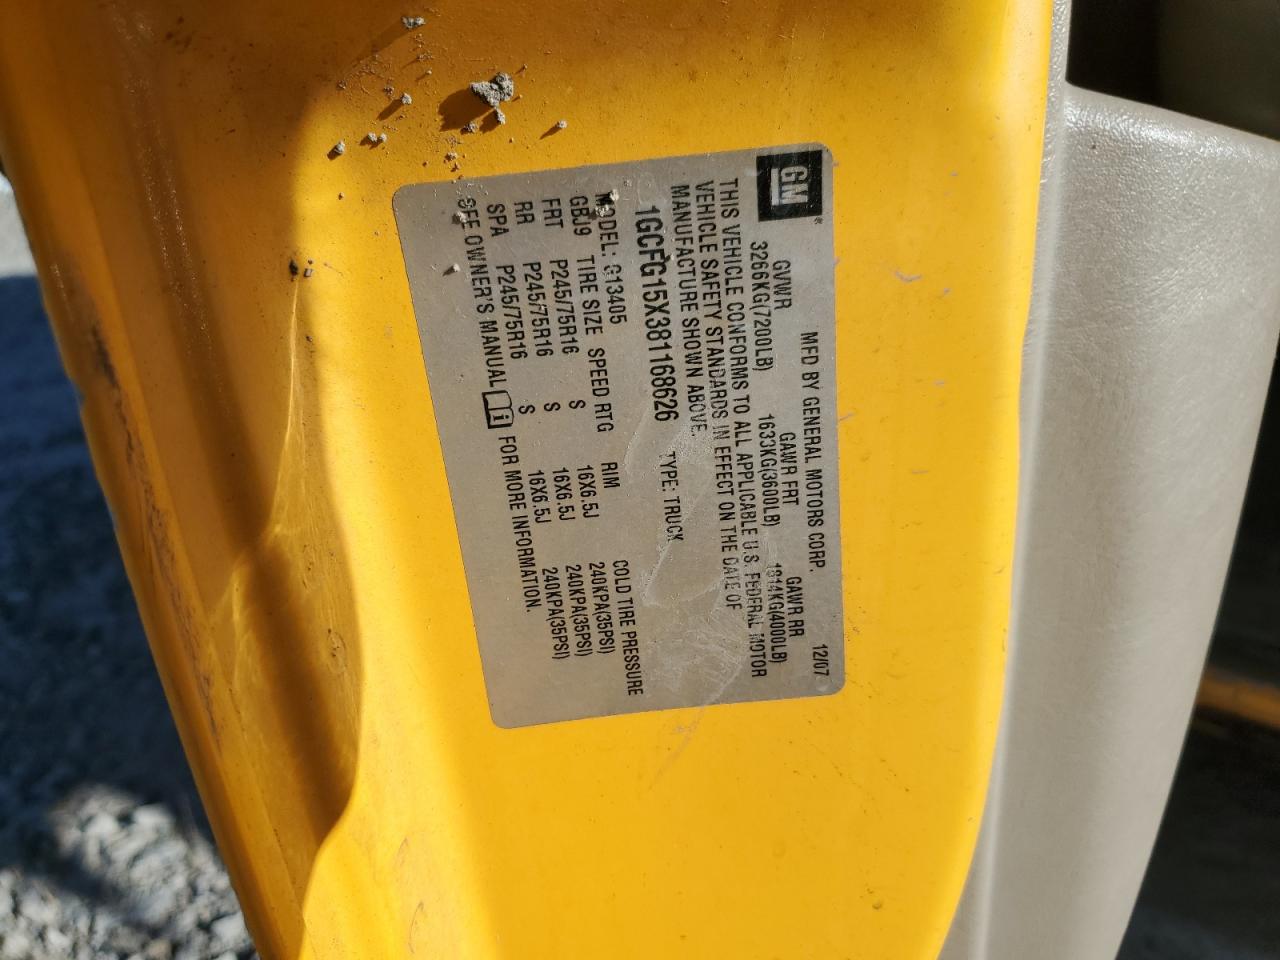 GM
MFD BY GENERAL MOTORS CORP. 12/07
GVWR GAWR FRT GAWR RR
3266KG(7200LB) 1633KG(3600LB) 1814KG(4000LB)
THIS VEHICLE CONFORMS TO ALL APPLICABLE U.S. FEDERAL MOTOR
VEHICLE SAFETY STANDARDS IN EFFECT ON THE DATE OF
MANUFACTURE SHOWN ABOVE.
1GCFG15X381168626 TYPE: TRUCK
MODEL: G13405
GBJ9 TIRE SIZE SPEED RTG RIM COLD TIRE PRESSURE
FRT P245/75R16 S 16X6.5J 240KPA(35PSI)
RR P245/75R16 S 16X6.5J 240KPA(35PSI)
SPA P245/75R16 S 16X6.5J 240KPA(35PSI)
SEE OWNER'S MANUAL i FOR MORE INFORMATION.